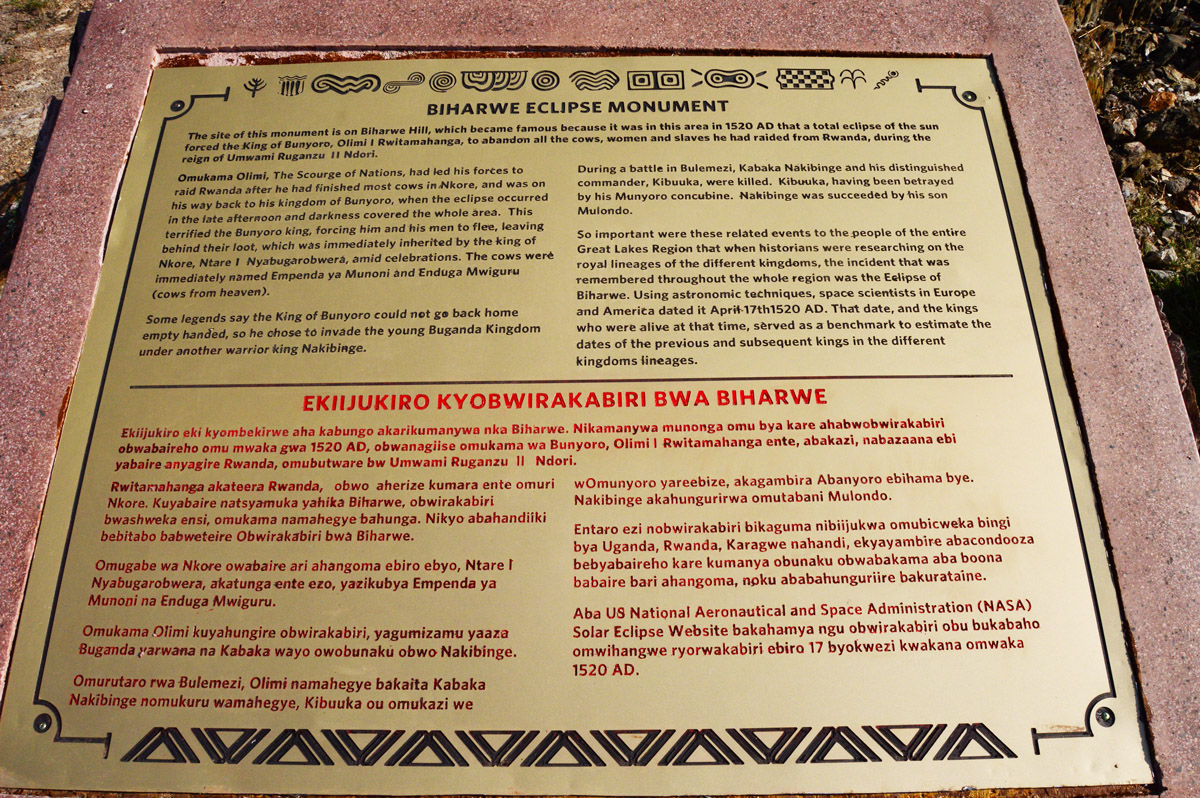 BIHARWE ECLIPSE MONUMENT
The site of this monument is on Biharwe Hill, which became famous because it was in this area in 1520 AD that a total eclipse of the sun
forced the King of Bunyoro, Olimi I Rwitamahanga, to abandon all the cows, women and slaves he had raided from Rwanda, during the
reign of Umwami Ruganzu II Ndori.
Omukama Olimi, The Scourge of Nations, had led his forces to
raid Rwanda after he had finished most cows in Nkore, and was on
his way back to his kingdom of Bunyoro, when the eclipse occurred
in the late afternoon and darkness covered the whole area. This
terrified the Bunyoro king, forcing him and his men to flee, leaving
behind their loot, which was immediately inherited by the king of
Nkore, Ntare I Nyabugarobwera, amid celebrations. The cows were
immediately named Empenda ya Munoni and Enduga Mwiguru
(cows from heaven).
Some legends say the King of Bunyoro could not go back home
empty handed, so he chose to invade the young Buganda Kingdom
under another warrior king Nakibinge.
During a battle in Bulemezi, Kabaka Nakibinge and his distinguished
commander, Kibuuka, were killed. Kibuuka, having been betrayed
by his Munyoro concubine. Nakibinge was succeeded by his son
Mulondo.
So important were these related events to the people of the entire
Great Lakes Region that when historians were researching on the
royal lineages of the different kingdoms, the incident that was
remembered throughout the whole region was the Eclipse of
Biharwe. Using astronomic techniques, space scientists in Europe
and America dated it April 17th1520 AD. That date, and the kings
who were alive at that time, served as a benchmark to estimate the
dates of the previous and subsequent kings in the different
kingdoms lineages.
EKIIJUKIRO KYOBWIRAKABIRI BWA BIHARWE
Ekiijukiro eki kyombekirwe aha kabungo akarikumanywa nka Biharwe. Nikamanywa munonga omu bya kare ahabwobwirakabiri
obwabaireho omu mwaka gwa 1520 AD, obwanagiise omukama wa Bunyoro, Olimi I Rwitamahanga ente, abakazi, nabazaana ebi
yabaire anyagire Rwanda, omubutware bw Umwami Ruganzu II Ndori.
Rwitamahanga akateera Rwanda, obwo aherize kumara ente omuri
Nkore. Kuyabaire natsyamuka yahika Biharwe, obwirakabiri
bwashweka ensi, omukama namahegye bahunga. Nikyo abahandiiki
bebitabo babweteire Obwirakabiri bwa Biharwe.
Omugabe wa Nkore owabaire ari ahangoma ebiro ebyo, Ntare I
Nyabugarobwera, akatunga ente ezo, yazikubya Empenda ya
Munoni na Enduga Mwiguru.
Omukama Olimi kuyahungire obwirakabiri, yagumizamu yaaza
Buganda yarwana na Kabaka wayo owobunaku obwo Nakibinge.
Omurutaro rwa Bulemezi, Olimi namahegye bakaita Kabaka
Nakibinge nomukuru wamahegye, Kibuuka ou omukazi we
wOmunyoro yareebize, akagambira Abanyoro ebihama bye.
Nakibinge akahungurirwa omutabani Mulondo.
Entaro ezi nobwirakabiri bikaguma nibiijukwa omubicweka bingi
bya Uganda, Rwanda, Karagwe nahandi, ekyayambire abacondooza
bebyabaireho kare kumanya obunaku obwabakama aba boona
babaire bari ahangoma, noku ababahunguriire bakurataine.
Aba US National Aeronautical and Space Administration (NASA)
Solar Eclipse Website bakahamya ngu obwirakabiri obu bukabaho
omwihangwe ryorwakabiri ebiro 17 byokwezi kwakana omwaka
1520 AD.